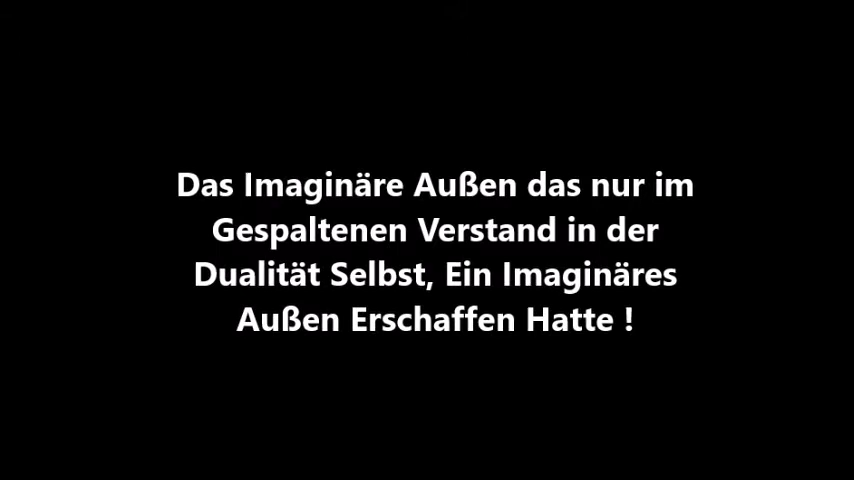 Das Imaginäre Außen das nur im
Gespaltenen Verstand in der
Dualität Selbst, Ein Imaginäres
Außen Erschaffen Hatte !